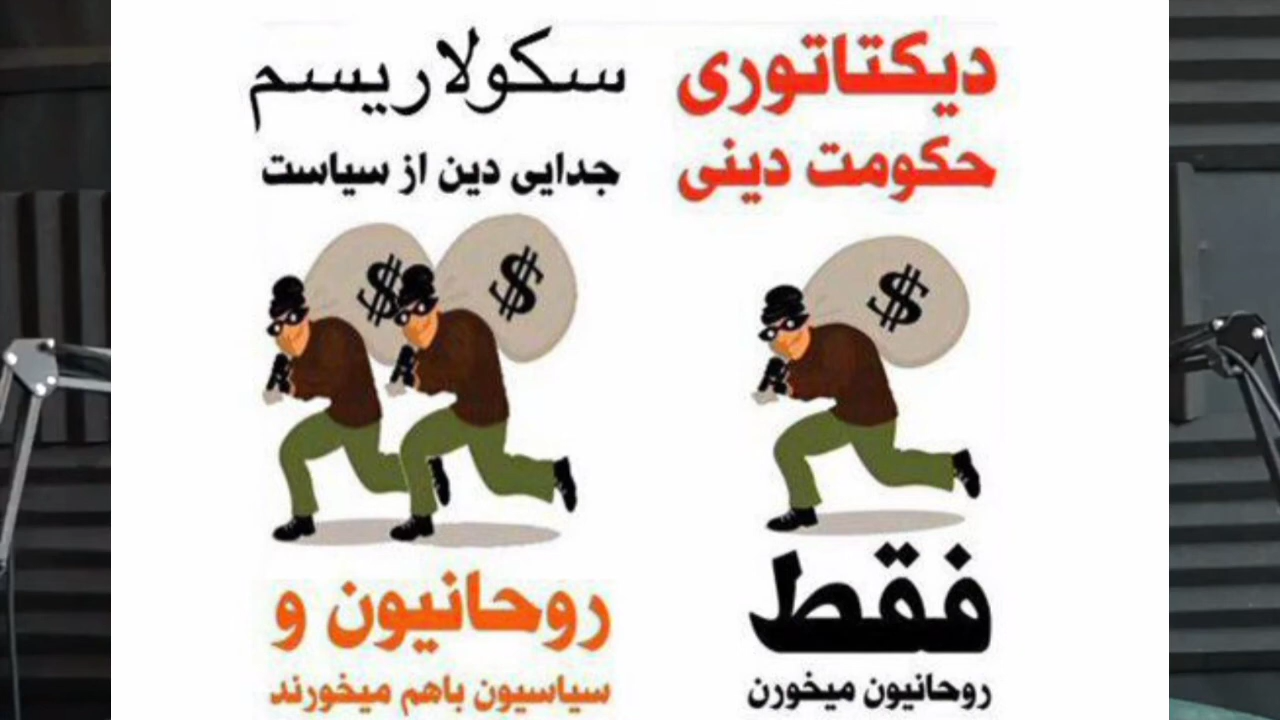 دیکتاتوری
حکومت دینی
$
فقط
روحانیون میخورن
سکولاریسم
جدایی دین از سیاست
$
$
روحانیون و
سیاسیون باهم میخورند